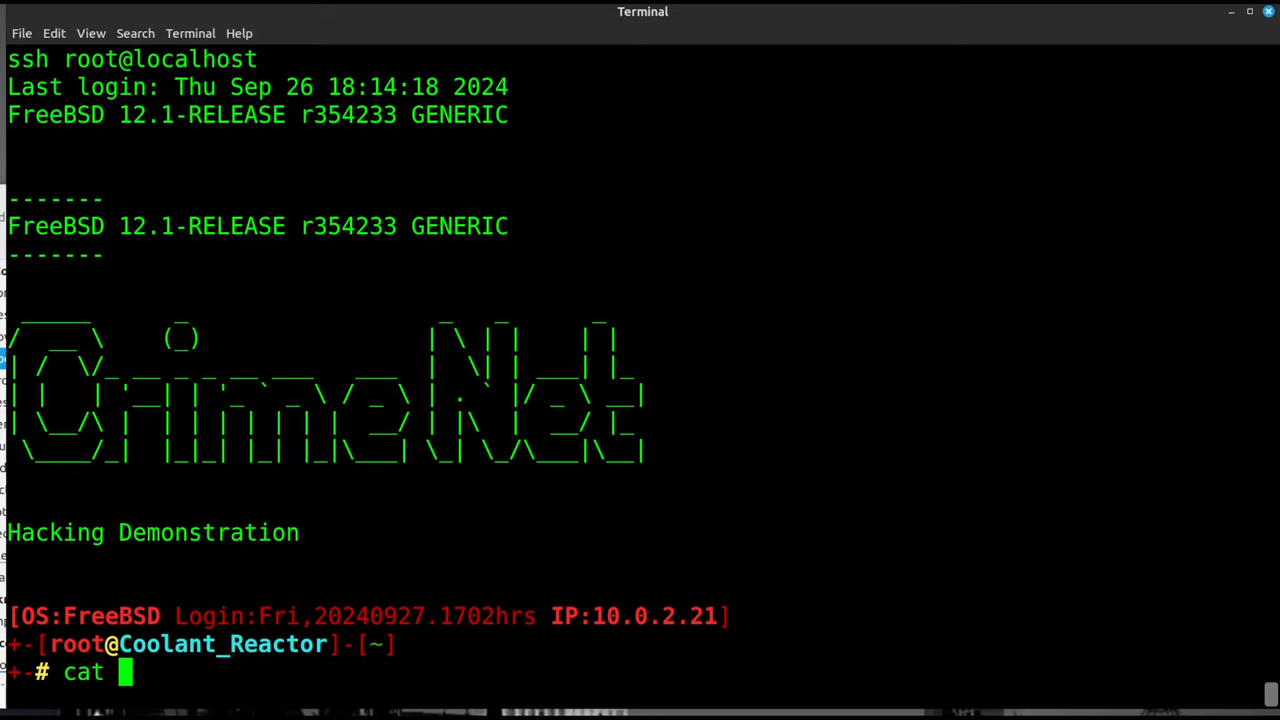 Terminal
File Edit View Search Terminal Help
ssh root@localhost
Last login: Thu Sep 26 18:14:18 2024
FreeBSD 12.1-RELEASE r354233 GENERIC
-------
FreeBSD 12.1-RELEASE r354233 GENERIC
-------
CrimeNet
Hacking Demonstration
[OS:FreeBSD Login:Fri,20240927.1702hrs IP:10.0.2.21]
+-[root@Coolant_Reactor]-[~]
+-# cat